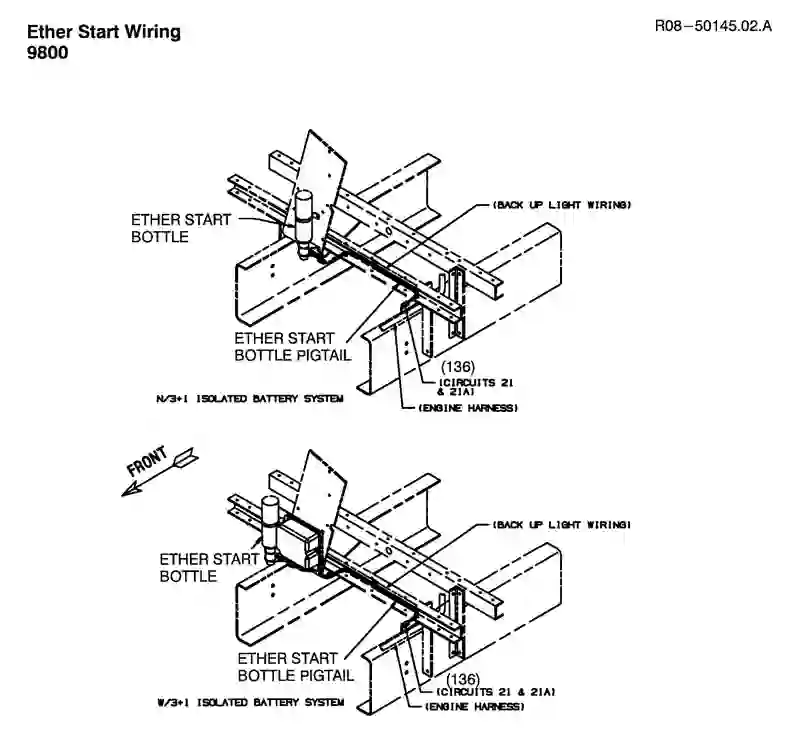 Ether Start Wiring
R08-50145.02.A
9800
(BACK UP LIGHT WIRING)
ETHER START
BOTTLE
ETHER START
BOTTLE PIGTAIL
(136)
(CIRCUITS 21
& 21A)
N/3+1 ISOLATED BATTERY SYSTEM
(ENGINE HARNESS)
FRONT
(BACK UP LIGHT WIRING)
ETHER START
BOTTLE
ETHER START
BOTTLE PIGTAIL
(136)
(CIRCUITS 21 & 21A)
W/3+1 ISOLATED BATTERY SYSTEM
(ENGINE HARNESS)